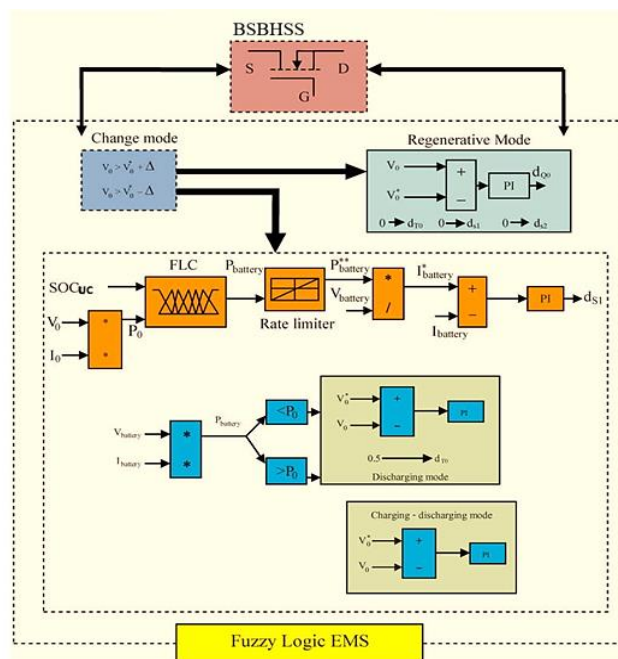 BSBHSS
S D
G
Change mode
V₀ > V₀* + Δ
V₀ > V₀* − Δ
Regenerative Mode
V₀
V₀*
+
−
PI
d_Q0
0 → d_T0 0 → d_s1 0 → d_s2
FLC
SOC_UC
V₀
I₀
*
*
P₀
P_battery
Rate limiter
P**_battery
V_battery
*
/
I*_battery
I_battery
+
−
PI
d_S1
V_battery
I_battery
*
*
P_battery
<P₀
>P₀
V₀*
V₀
+
−
PI
0.5 → d_T0
Discharging mode
Charging - discharging mode
V₀*
V₀
+
−
PI
Fuzzy Logic EMS